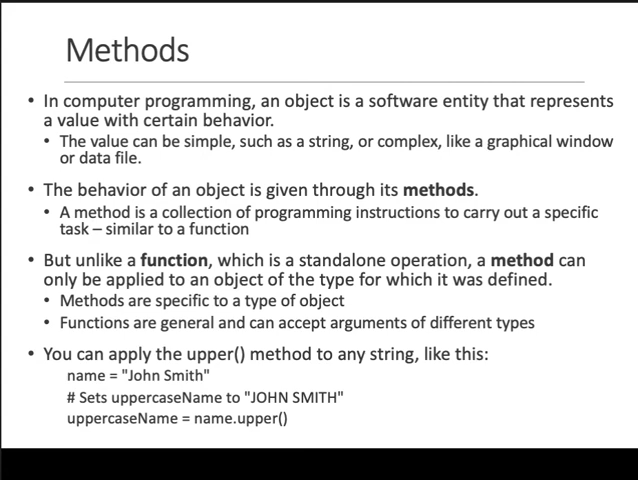 Methods
• In computer programming, an object is a software entity that represents
a value with certain behavior.
• The value can be simple, such as a string, or complex, like a graphical window
or data file.
• The behavior of an object is given through its methods.
• A method is a collection of programming instructions to carry out a specific
task – similar to a function
• But unlike a function, which is a standalone operation, a method can
only be applied to an object of the type for which it was defined.
• Methods are specific to a type of object
• Functions are general and can accept arguments of different types
• You can apply the upper() method to any string, like this:
name = "John Smith"
# Sets uppercaseName to "JOHN SMITH"
uppercaseName = name.upper()